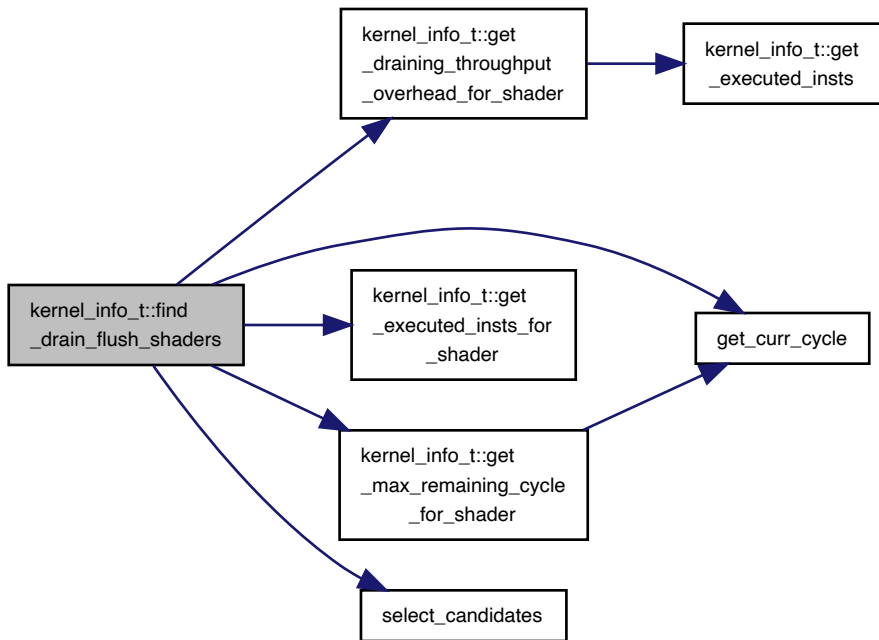 kernel_info_t::get
_draining_throughput
_overhead_for_shader
kernel_info_t::get
_executed_insts
kernel_info_t::find
_drain_flush_shaders
kernel_info_t::get
_executed_insts_for
_shader
get_curr_cycle
kernel_info_t::get
_max_remaining_cycle
_for_shader
select_candidates